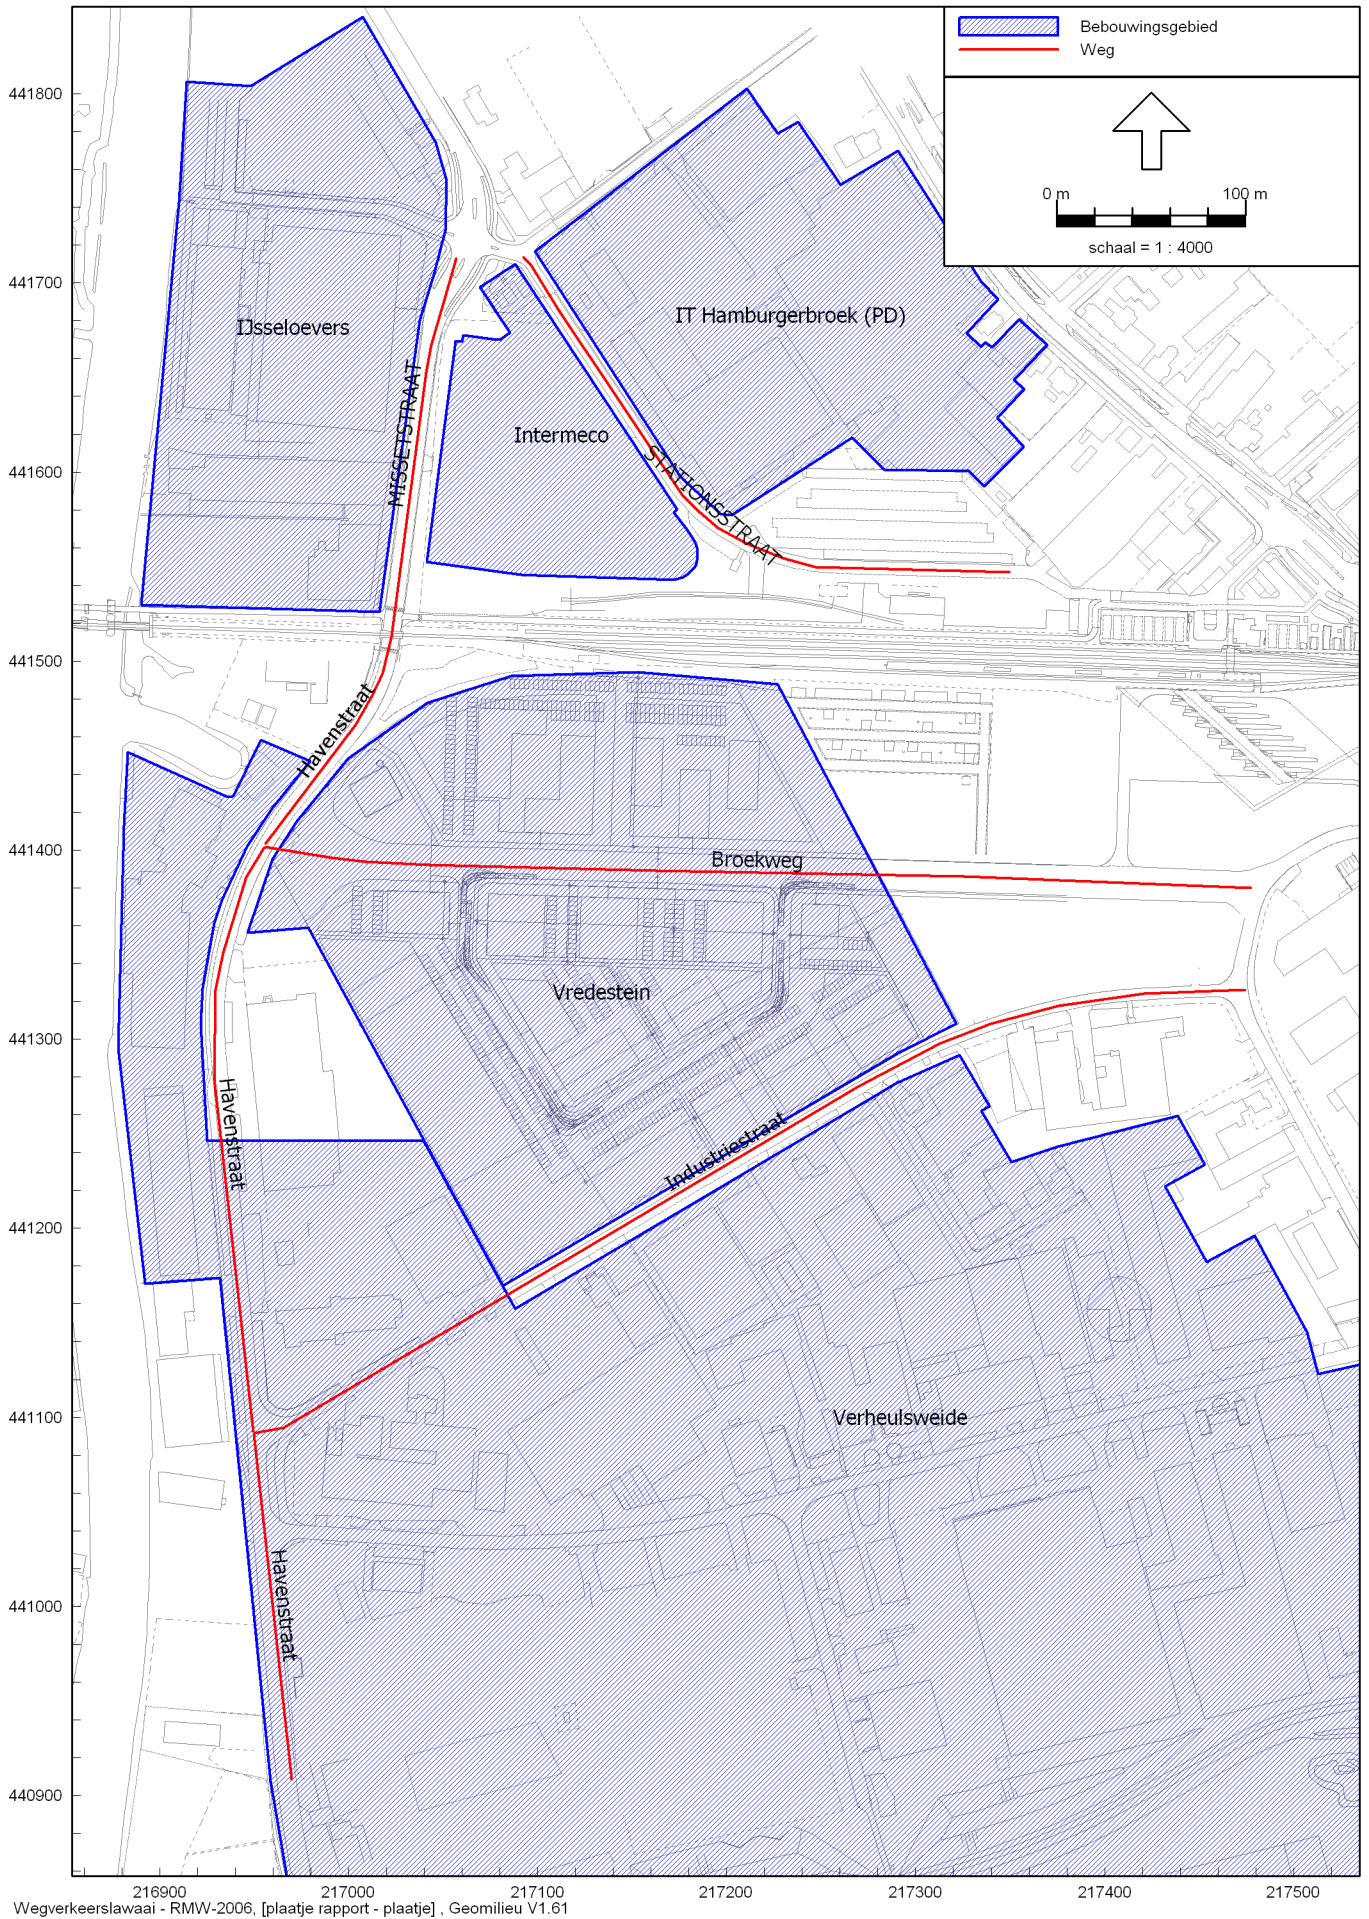 Bebouwingsgebied
Weg
0 m 100 m
schaal = 1 : 4000
441800
441700
441600
441500
441400
441300
441200
441100
441000
440900
IJsseloevers
IT Hamburgerbroek (PD)
MISSETSTRAAT
Intermeco
STATIONSSTRAAT
Havenstraat
Broekweg
Vredestein
Havenstraat
Industriestraat
Verheulsweide
Havenstraat
216900 217000 217100 217200 217300 217400 217500
Wegverkeerslawaai - RMW-2006, [plaatje rapport - plaatje] , Geomilieu V1.61